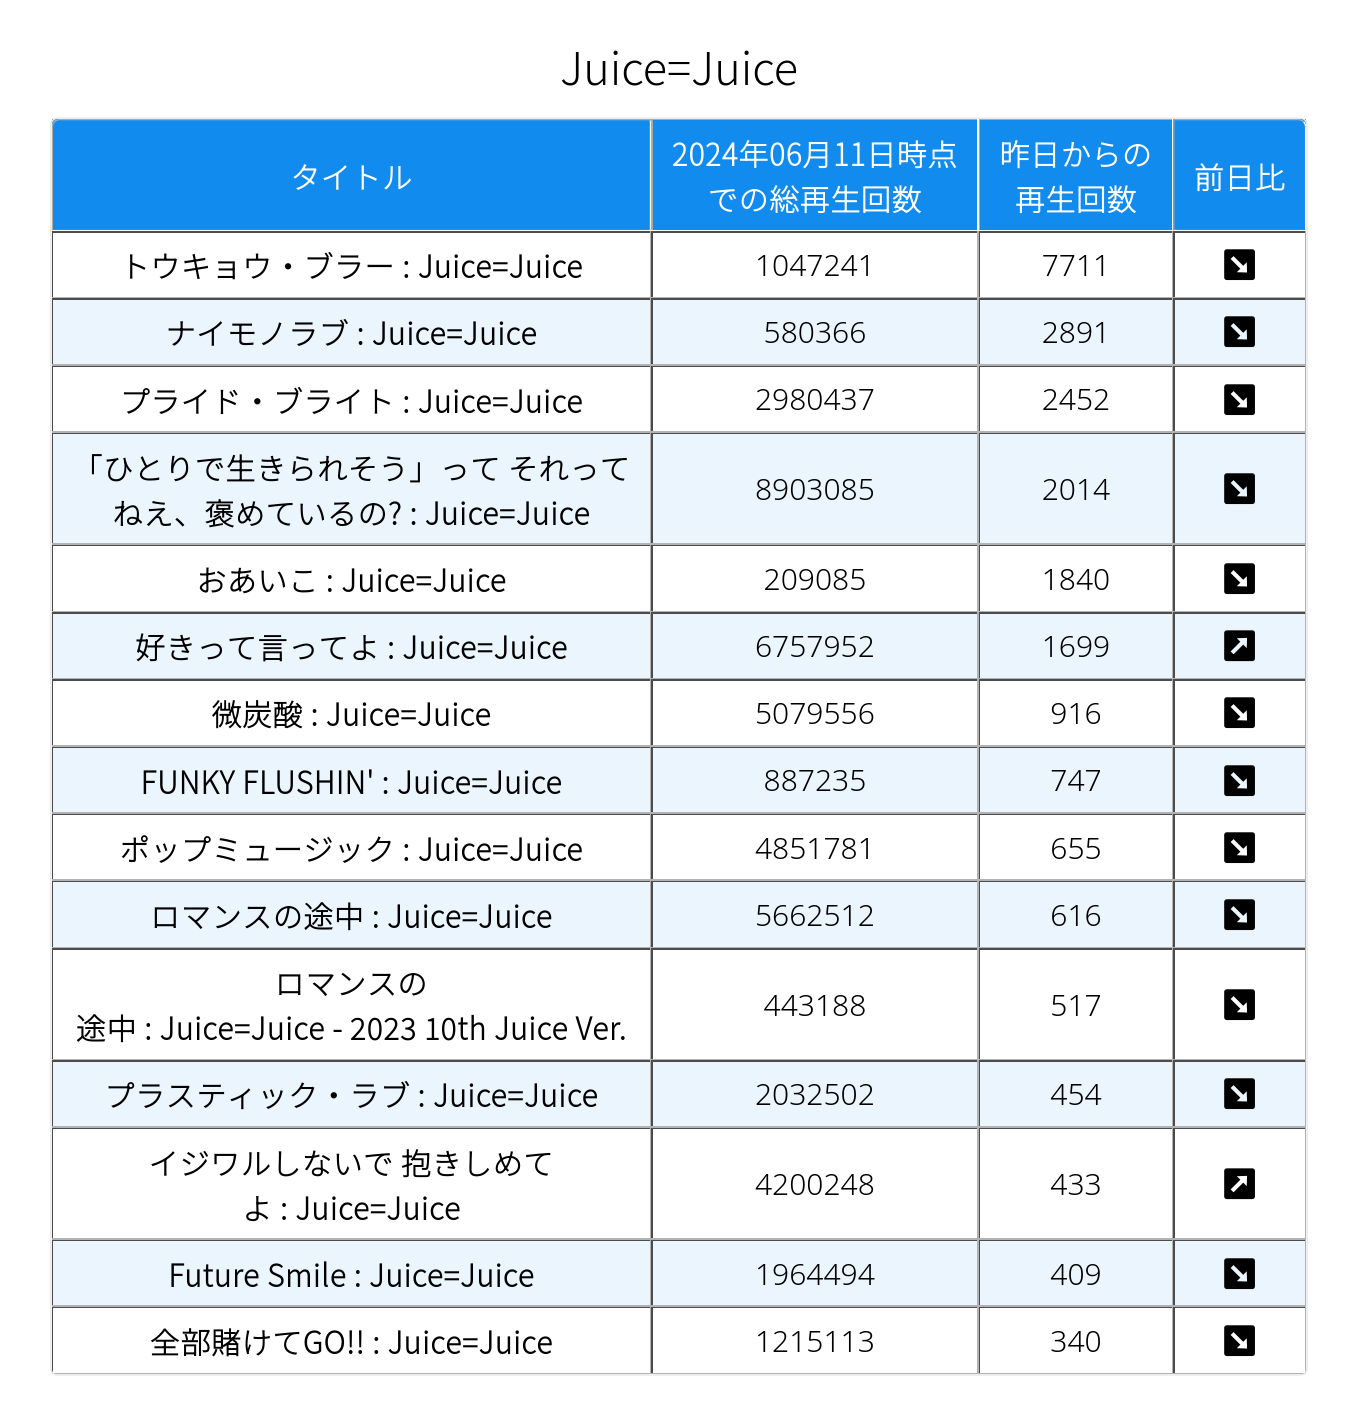 Juice=Juice
タイトル
2024年06月11日時点
での総再生回数
昨日からの
再生回数
前日比
トウキョウ・ブラー : Juice=Juice
1047241
7711
↘
ナイモノラブ : Juice=Juice
580366
2891
↘
プライド・ブライト : Juice=Juice
2980437
2452
↘
「ひとりで生きられそう」って それって
ねえ、褒めているの? : Juice=Juice
8903085
2014
↘
おあいこ : Juice=Juice
209085
1840
↘
好きって言ってよ : Juice=Juice
6757952
1699
↗
微炭酸 : Juice=Juice
5079556
916
↘
FUNKY FLUSHIN' : Juice=Juice
887235
747
↘
ポップミュージック : Juice=Juice
4851781
655
↘
ロマンスの途中 : Juice=Juice
5662512
616
↘
ロマンスの
途中 : Juice=Juice - 2023 10th Juice Ver.
443188
517
↘
プラスティック・ラブ : Juice=Juice
2032502
454
↘
イジワルしないで 抱きしめて
よ : Juice=Juice
4200248
433
↗
Future Smile : Juice=Juice
1964494
409
↘
全部賭けてGO!! : Juice=Juice
1215113
340
↘